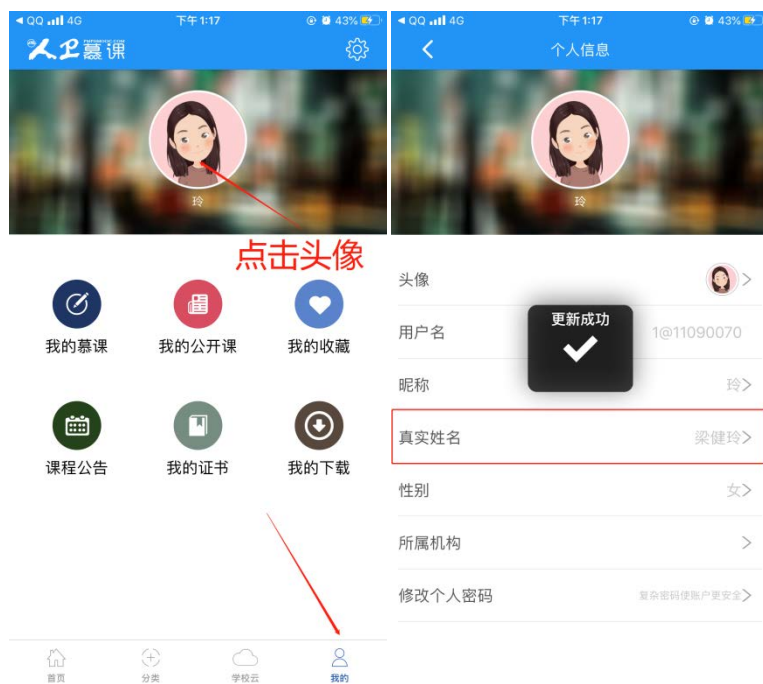 QQ 4G 下午1:17 43%
人卫慕课
玲
点击头像
我的慕课 我的公开课 我的收藏
课程公告 我的证书 我的下载
首页 分类 学校云 我的
QQ 4G 下午1:17 43%
个人信息
玲
头像
更新成功
用户名 1@11090070
昵称 玲
真实姓名 梁健玲
性别 女
所属机构
修改个人密码 复杂密码使账户更安全